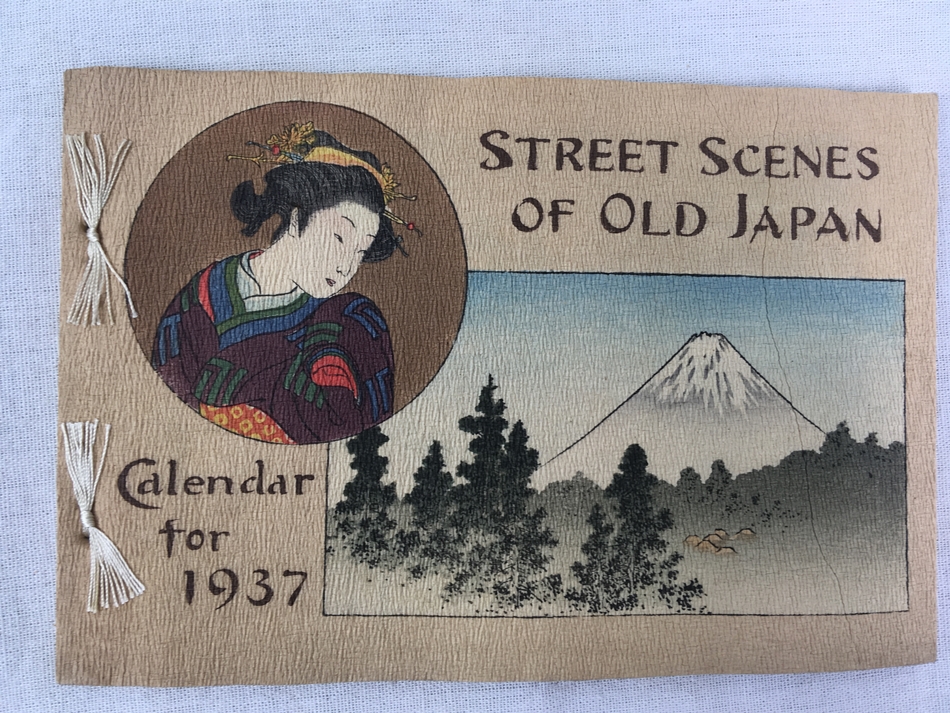 STREET SCENES
OF OLD JAPAN
Calendar
for
1937